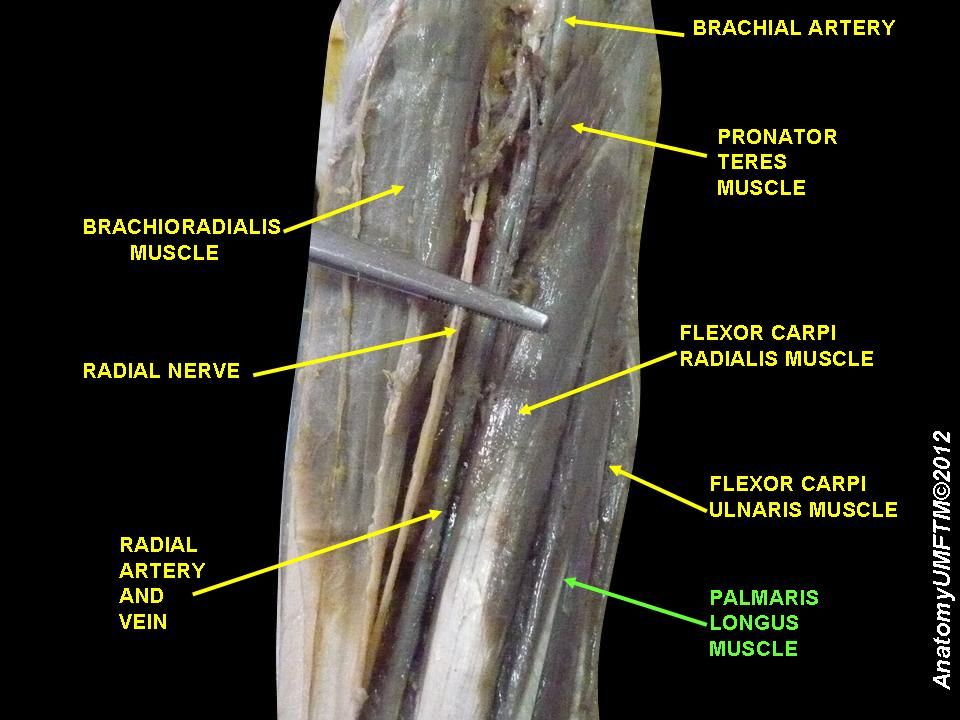 BRACHIAL ARTERY
PRONATOR
TERES
MUSCLE
BRACHIORADIALIS
MUSCLE
FLEXOR CARPI
RADIALIS MUSCLE
RADIAL NERVE
FLEXOR CARPI
ULNARIS MUSCLE
RADIAL
ARTERY
AND
VEIN
PALMARIS
LONGUS
MUSCLE
AnatomyUMFTM©2012